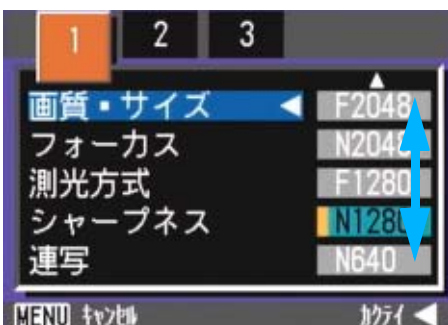 1 2 3
画質・サイズ F2048
フォーカス N2048
測光方式 F1280
シャープネス N1280
連写 N640
MENU ｷｬﾝｾﾙ ｶｸﾃｲ